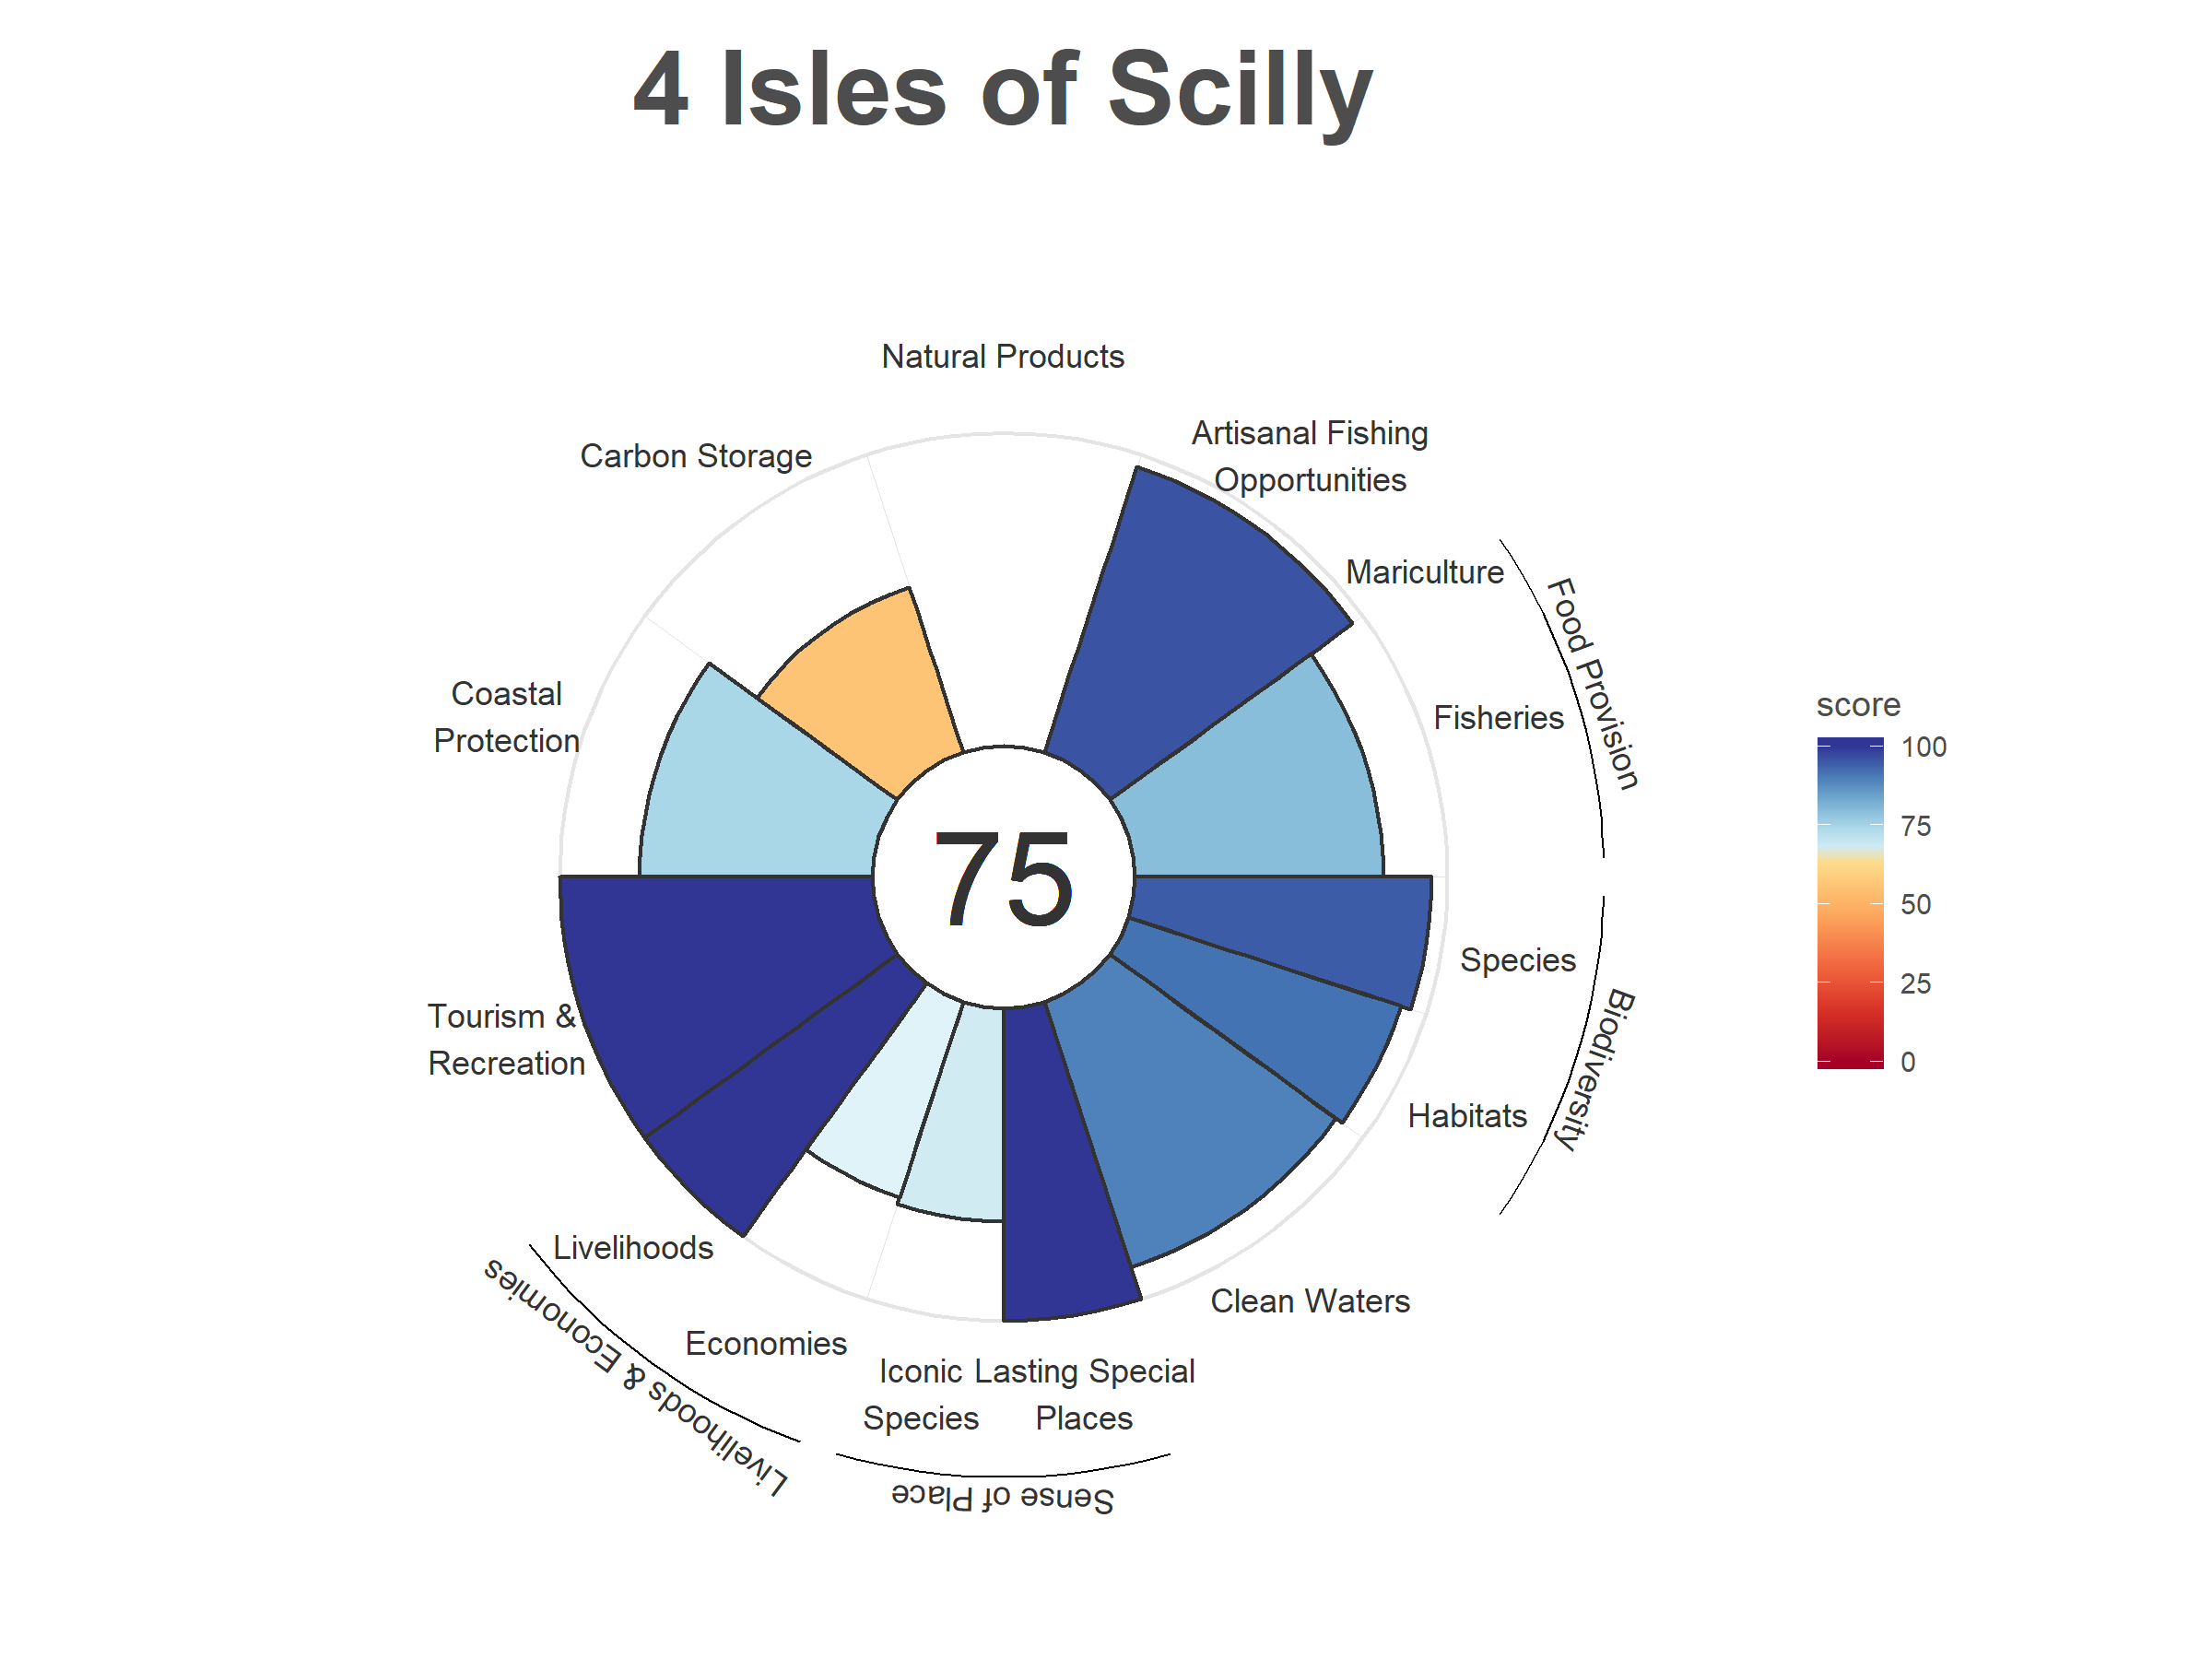 4 Isles of Scilly
Natural Products
Carbon Storage
Artisanal Fishing
Opportunities
Mariculture
Food Provision
Fisheries
Coastal
Protection
score
100
75
50
25
0
75
Species
Biodiversity
Habitats
Tourism &
Recreation
Livelihoods
Livelihoods & Economies
Economies
Clean Waters
Iconic
Species
Lasting Special
Places
Sense of Place